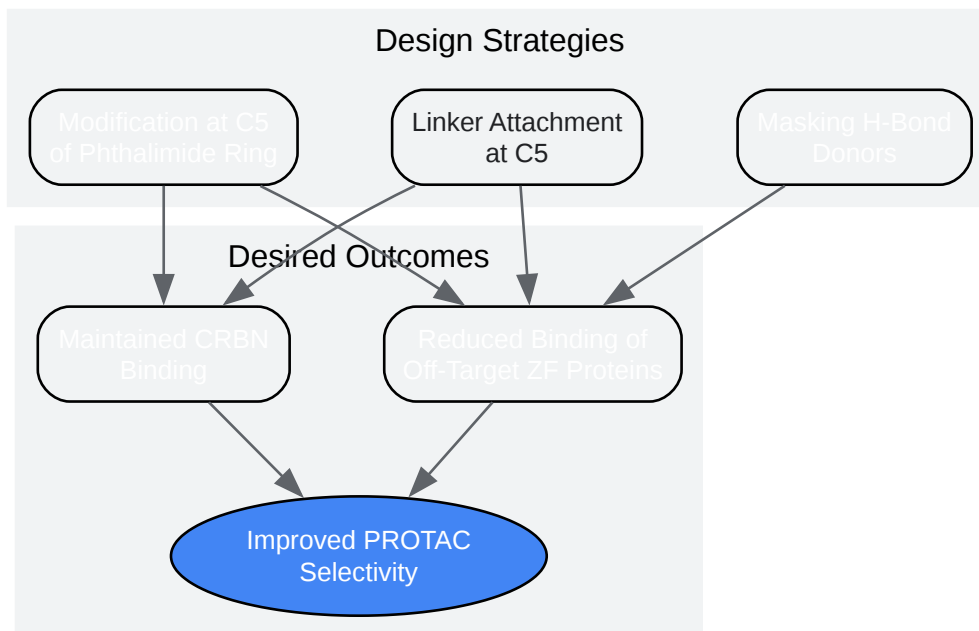 Design Strategies
Modification at C5
of Phthalimide Ring
Linker Attachment
at C5
Masking H-Bond
Donors
Desired Outcomes
Maintained CRBN
Binding
Reduced Binding of
Off-Target ZF Proteins
Improved PROTAC
Selectivity